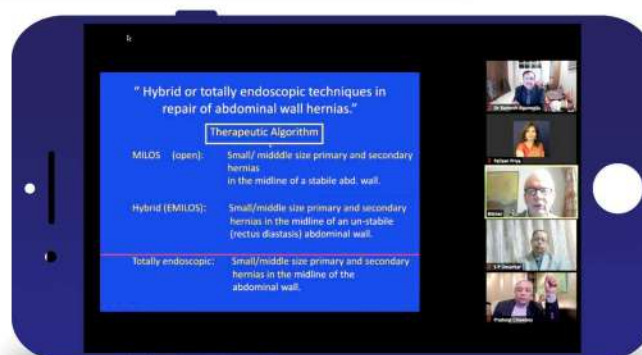 " Hybrid or totally endoscopic techniques in
repair of abdominal wall hernias."
Therapeutic Algorithm
MILOS (open): Small/ midddle size primary and secondary
hernias
in the midline of a stabile abd. wall.
Hybrid (EMILOS): Small/middle size primary and secondary
hernias in the midline of an un-stabile
(rectus diastasis) abdominal wall.
Totally endoscopic: Small/middle size primary and secondary
hernias in the midline of the
abdominal wall.
Priya
Bittner